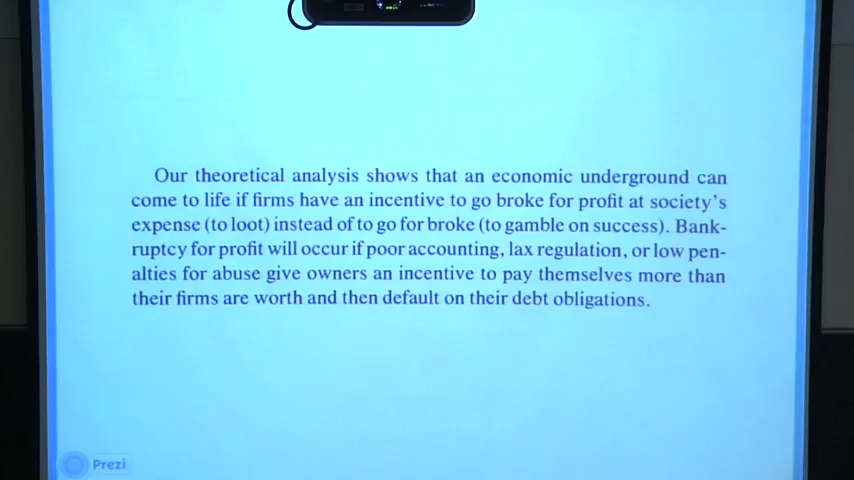 Our theoretical analysis shows that an economic underground can
come to life if firms have an incentive to go broke for profit at society's
expense (to loot) instead of to go for broke (to gamble on success). Bank-
ruptcy for profit will occur if poor accounting, lax regulation, or low pen-
alties for abuse give owners an incentive to pay themselves more than
their firms are worth and then default on their debt obligations.
Prezi